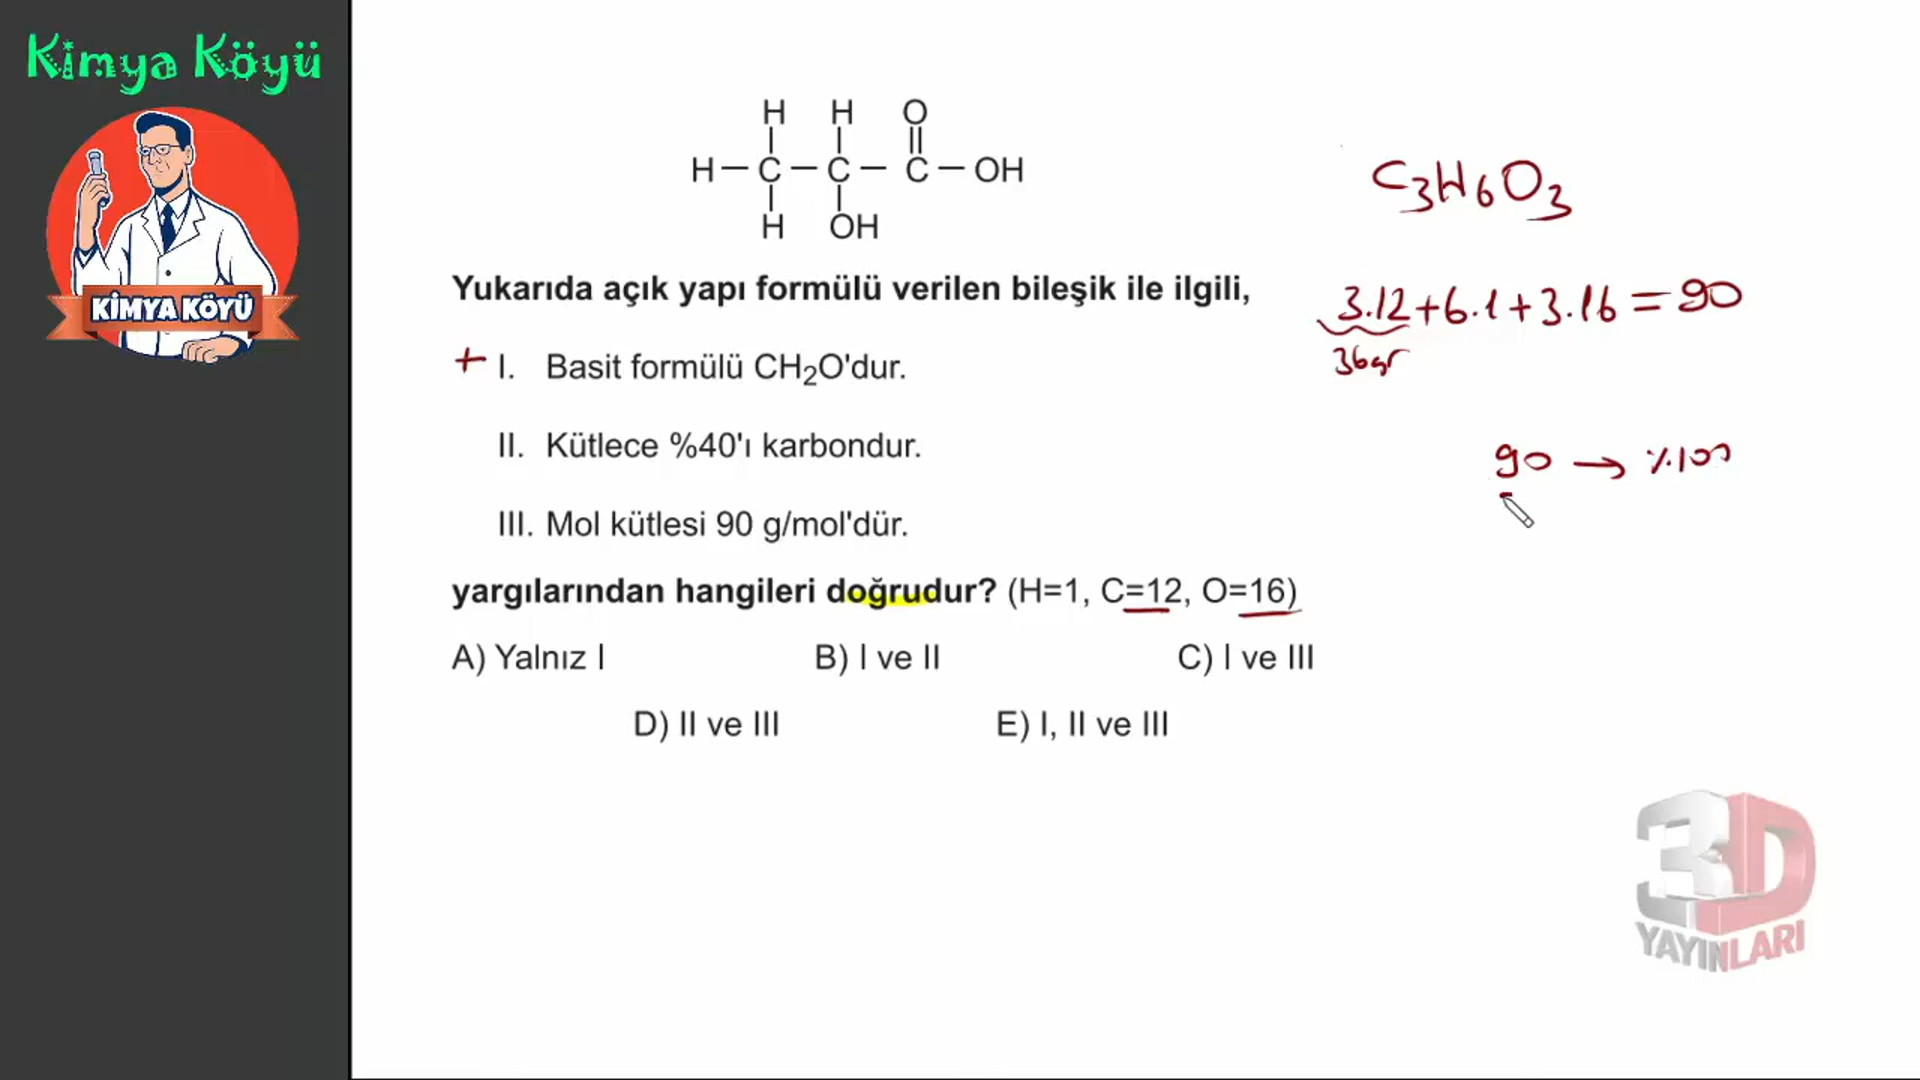 Kimya Köyü
KİMYA KÖYÜ
H H O
H C C C OH
H OH
C3H6O3
Yukarıda açık yapı formülü verilen bileşik ile ilgili,
3.12+6.1+3.16=90
36gr
+ I. Basit formülü CH₂O'dur.
II. Kütlece %40'ı karbondur.
90 → %100
III. Mol kütlesi 90 g/mol'dür.
yargılarından hangileri doğrudur? (H=1, C=12, O=16)
A) Yalnız I B) I ve II C) I ve III
D) II ve III E) I, II ve III
3D
YAYINLARI